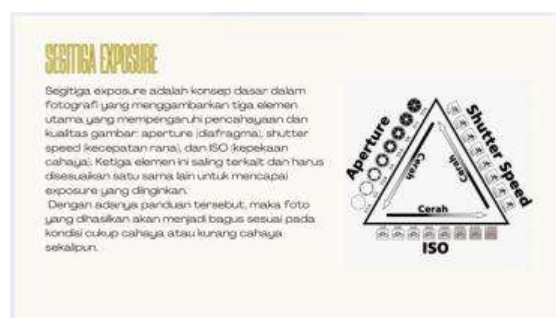 SEGITIGA EXPOSURE
Segitiga exposure adalah konsep dasar dalam
fotografi yang menggambarkan tiga elemen
utama yang mempengaruhi pencahayaan dan
kualitas gambar: aperture (diafragma), shutter
speed (kecepatan rana), dan ISO (kepekaan
cahaya). Ketiga elemen ini saling terkait dan harus
disesuaikan satu sama lain untuk mencapai
exposure yang diinginkan.
Dengan adanya panduan tersebut, maka foto
yang dihasilkan akan menjadi bagus sesuai pada
kondisi cukup cahaya atau kurang cahaya
sekalipun.
Aperture
Cerah
Shutter Speed
Cerah
Cerah
ISO